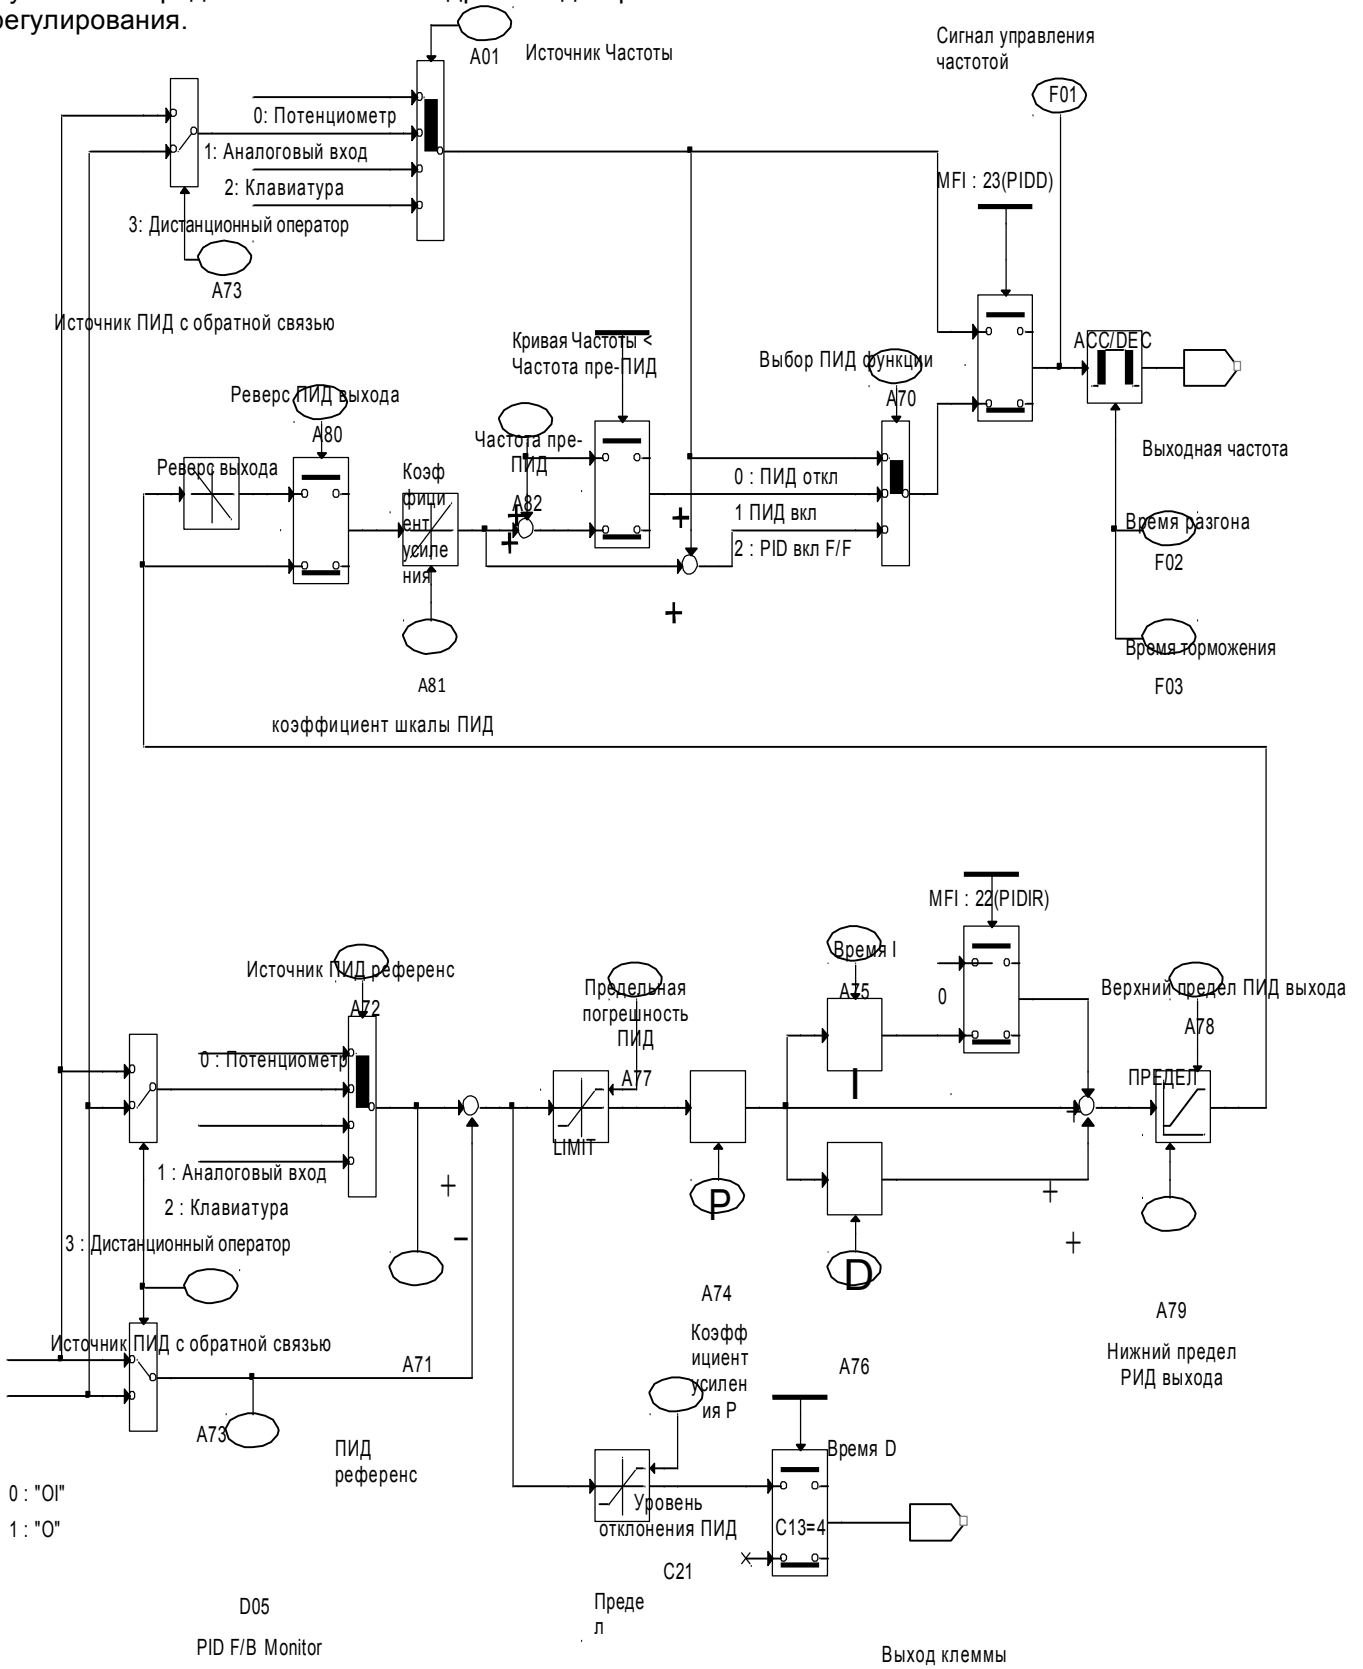 регулирования.
A01
Источник Частоты
Сигнал управления
частотой
F01
0: Потенциометр
1: Аналоговый вход
2: Клавиатура
3: Дистанционный оператор
MFI : 23(PIDD)
A73
Источник ПИД с обратной связью
Кривая Частоты <
Частота пре-ПИД
Выбор ПИД функции
A70
ACC/DEC
Реверс ПИД выхода
A80
Частота пре-
ПИД
A82
Выходная частота
Реверс выхода
Коэф
фици
ент
усиле
ния
0 : ПИД откл
1 ПИД вкл
2 : PID вкл F/F
+
+
+
+
Время разгона
F02
Время торможения
F03
A81
коэффициент шкалы ПИД
MFI : 22(PIDIR)
Время I
A75
0
Источник ПИД референс
A72
Предельная
погрешность
ПИД
A77
Верхний предел ПИД выхода
A78
0 : Потенциометр
I
ПРЕДЕЛ
+
LIMIT
1 : Аналоговый вход
2 : Клавиатура
3 : Дистанционный оператор
+
−
P
+
+
D
A74
Коэфф
ициент
усилен
ия P
A79
Нижний предел
РИД выхода
Источник ПИД с обратной связью
A71
A76
A73
ПИД
референс
Время D
0 : "OI"
1 : "O"
Уровень
отклонения ПИД
C13=4
C21
D05
PID F/B Monitor
Преде
л
Выход клеммы